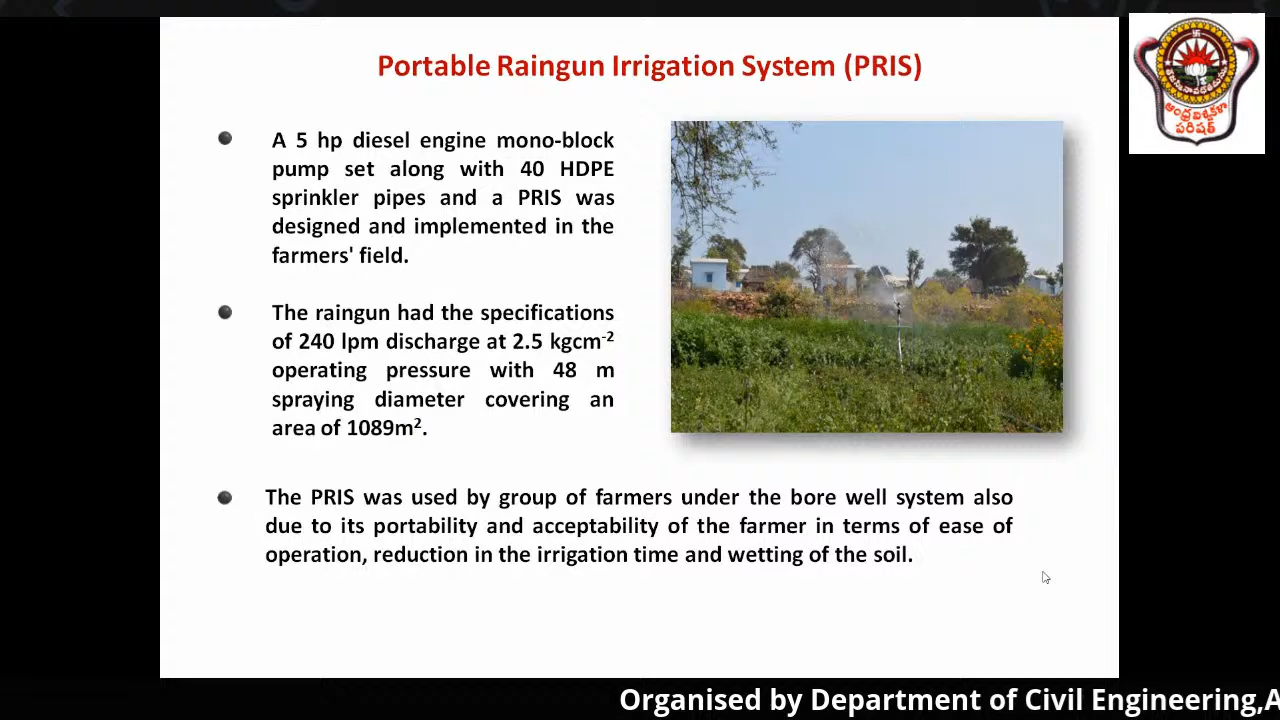 Portable Raingun Irrigation System (PRIS)
A 5 hp diesel engine mono-block
pump set along with 40 HDPE
sprinkler pipes and a PRIS was
designed and implemented in the
farmers' field.
The raingun had the specifications
of 240 lpm discharge at 2.5 kgcm⁻²
operating pressure with 48 m
spraying diameter covering an
area of 1089m².
The PRIS was used by group of farmers under the bore well system also
due to its portability and acceptability of the farmer in terms of ease of
operation, reduction in the irrigation time and wetting of the soil.
ఆంధ్ర విశ్వకళా
పరిషత్
Organised by Department of Civil Engineering,A